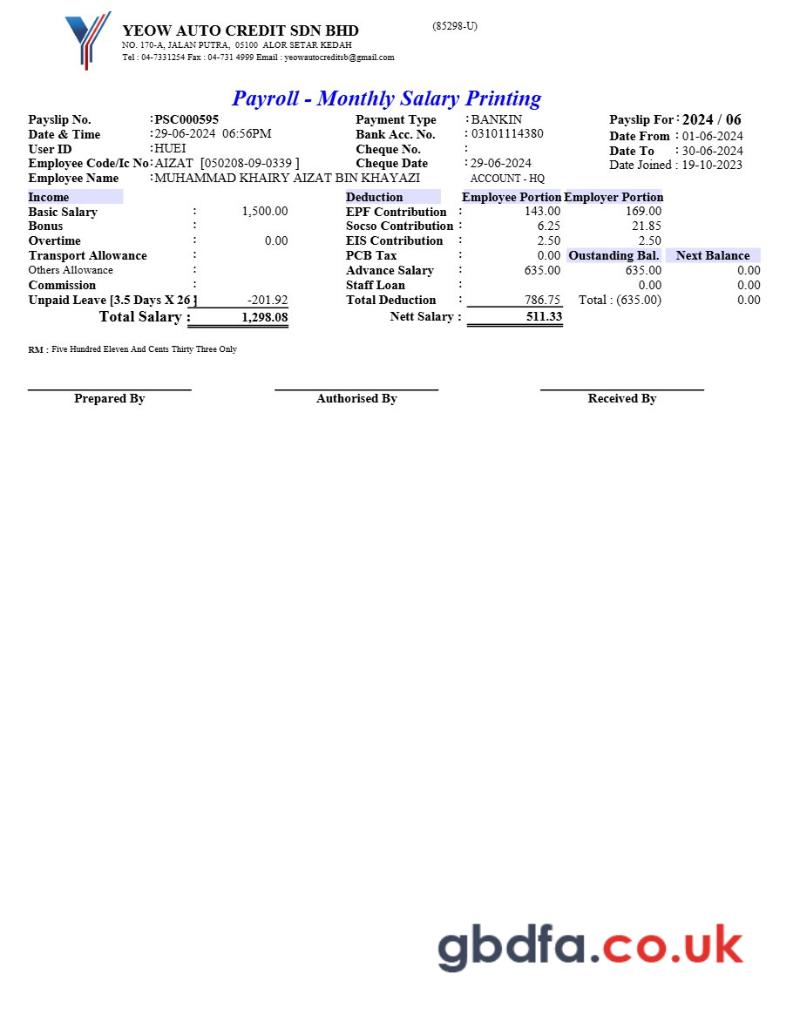 YEOW AUTO CREDIT SDN BHD (85298-U)
NO. 170-A, JALAN PUTRA, 05100 ALOR SETAR KEDAH
Tel : 04-7331254 Fax : 04-731 4999 Email : yeowautocreditsb@gmail.com
Payroll - Monthly Salary Printing
Payslip No. :PSC000595 Payment Type :BANKIN Payslip For : 2024 / 06
Date & Time :29-06-2024 06:56PM Bank Acc. No. : 03101114380 Date From : 01-06-2024
User ID :HUEI Cheque No. : Date To : 30-06-2024
Employee Code/Ic No:AIZAT [050208-09-0339 ] Cheque Date :29-06-2024 Date Joined : 19-10-2023
Employee Name :MUHAMMAD KHAIRY AIZAT BIN KHAYAZI ACCOUNT - HQ
Income Deduction Employee Portion Employer Portion
Basic Salary : 1,500.00 EPF Contribution : 143.00 169.00
Bonus : Socso Contribution : 6.25 21.85
Overtime : 0.00 EIS Contribution : 2.50 2.50
Transport Allowance : PCB Tax : 0.00 Oustanding Bal. Next Balance
Others Allowance : Advance Salary : 635.00 635.00 0.00
Commission : Staff Loan : 0.00 0.00
Unpaid Leave [3.5 Days X 26 ] -201.92 Total Deduction : 786.75 Total : (635.00) 0.00
Total Salary : 1,298.08 Nett Salary : 511.33
RM : Five Hundred Eleven And Cents Thirty Three Only
Prepared By Authorised By Received By
gbdfa.co.uk